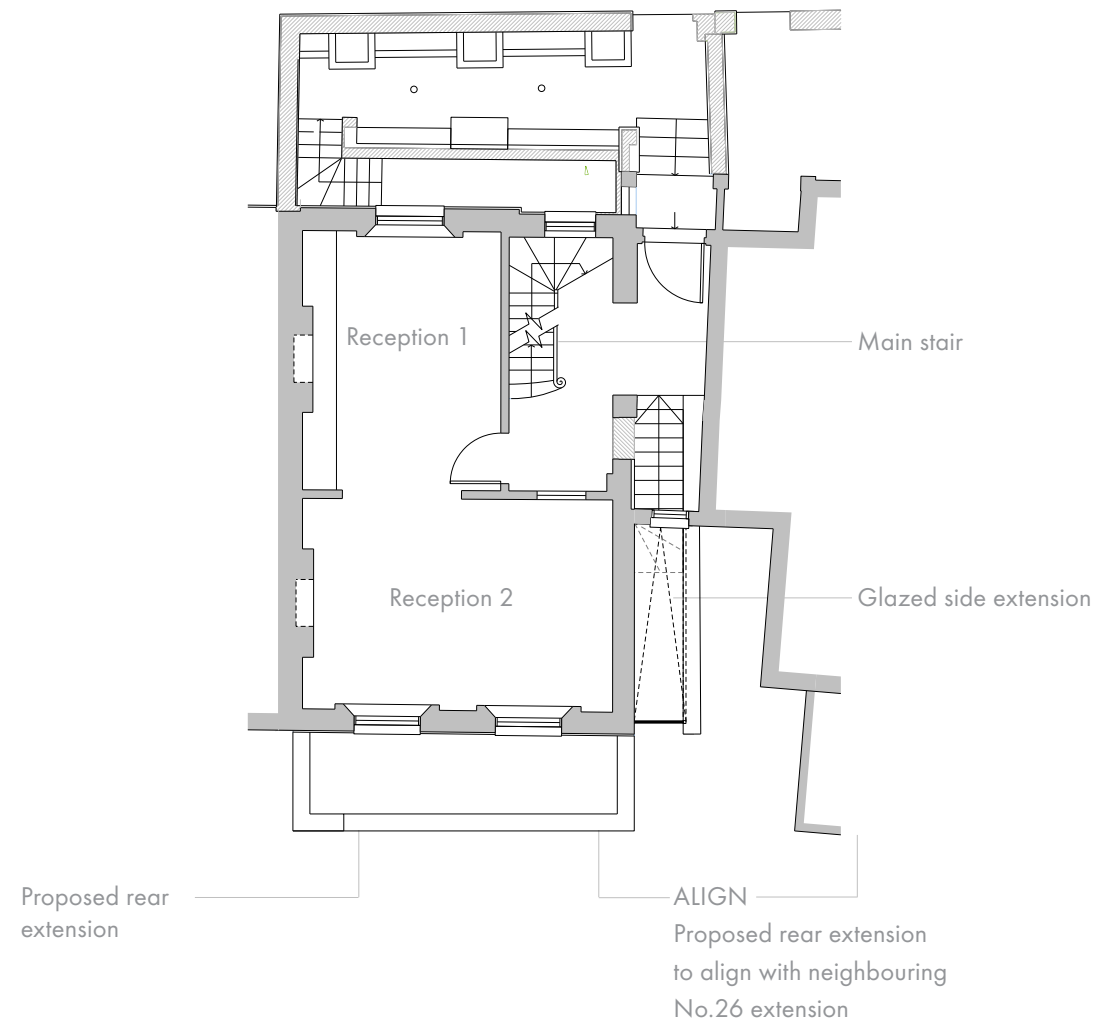 Reception 1
Main stair
Reception 2
Glazed side extension
Proposed rear
extension
ALIGN
Proposed rear extension
to align with neighbouring
No.26 extension